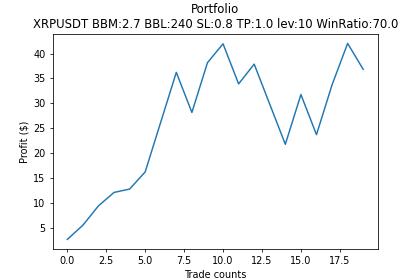 Portfolio
XRPUSDT BBM:2.7 BBL:240 SL:0.8 TP:1.0 lev:10 WinRatio:70.0
40
35
30
25
20
15
10
5
Profit ($)
0.0 2.5 5.0 7.5 10.0 12.5 15.0 17.5
Trade counts